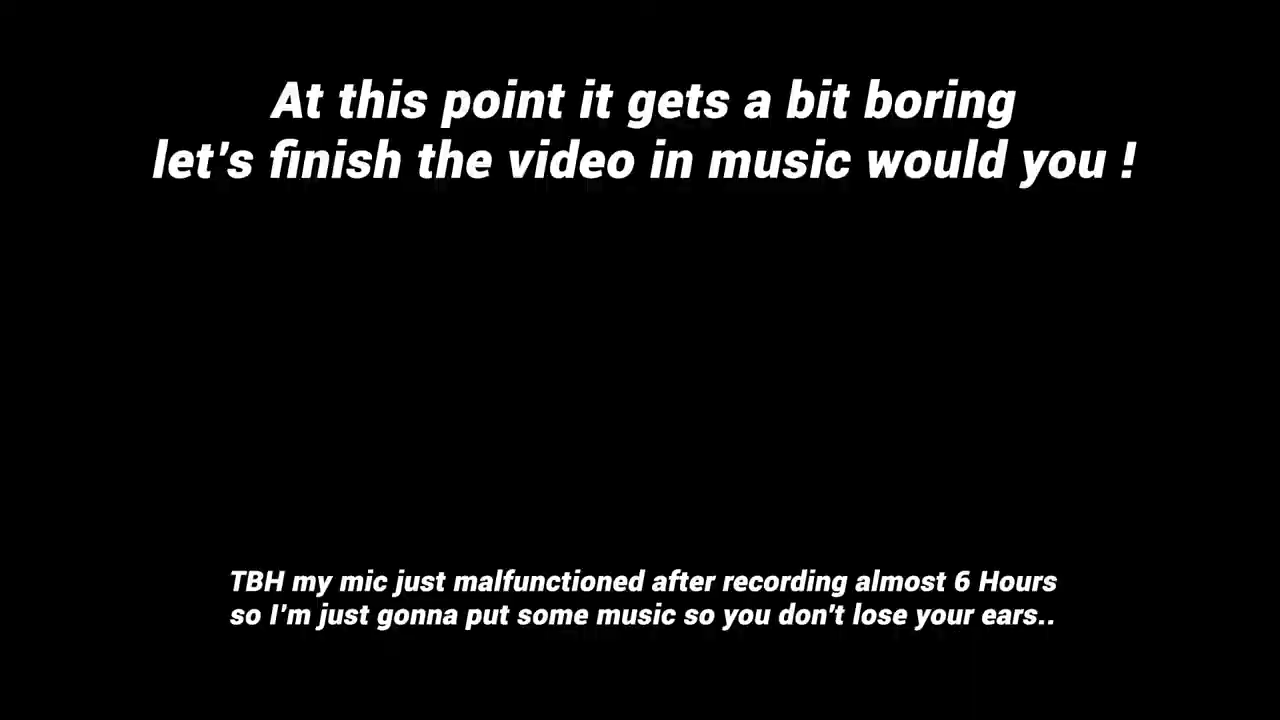 At this point it gets a bit boring
let's finish the video in music would you !
TBH my mic just malfunctioned after recording almost 6 Hours
so I'm just gonna put some music so you don't lose your ears..